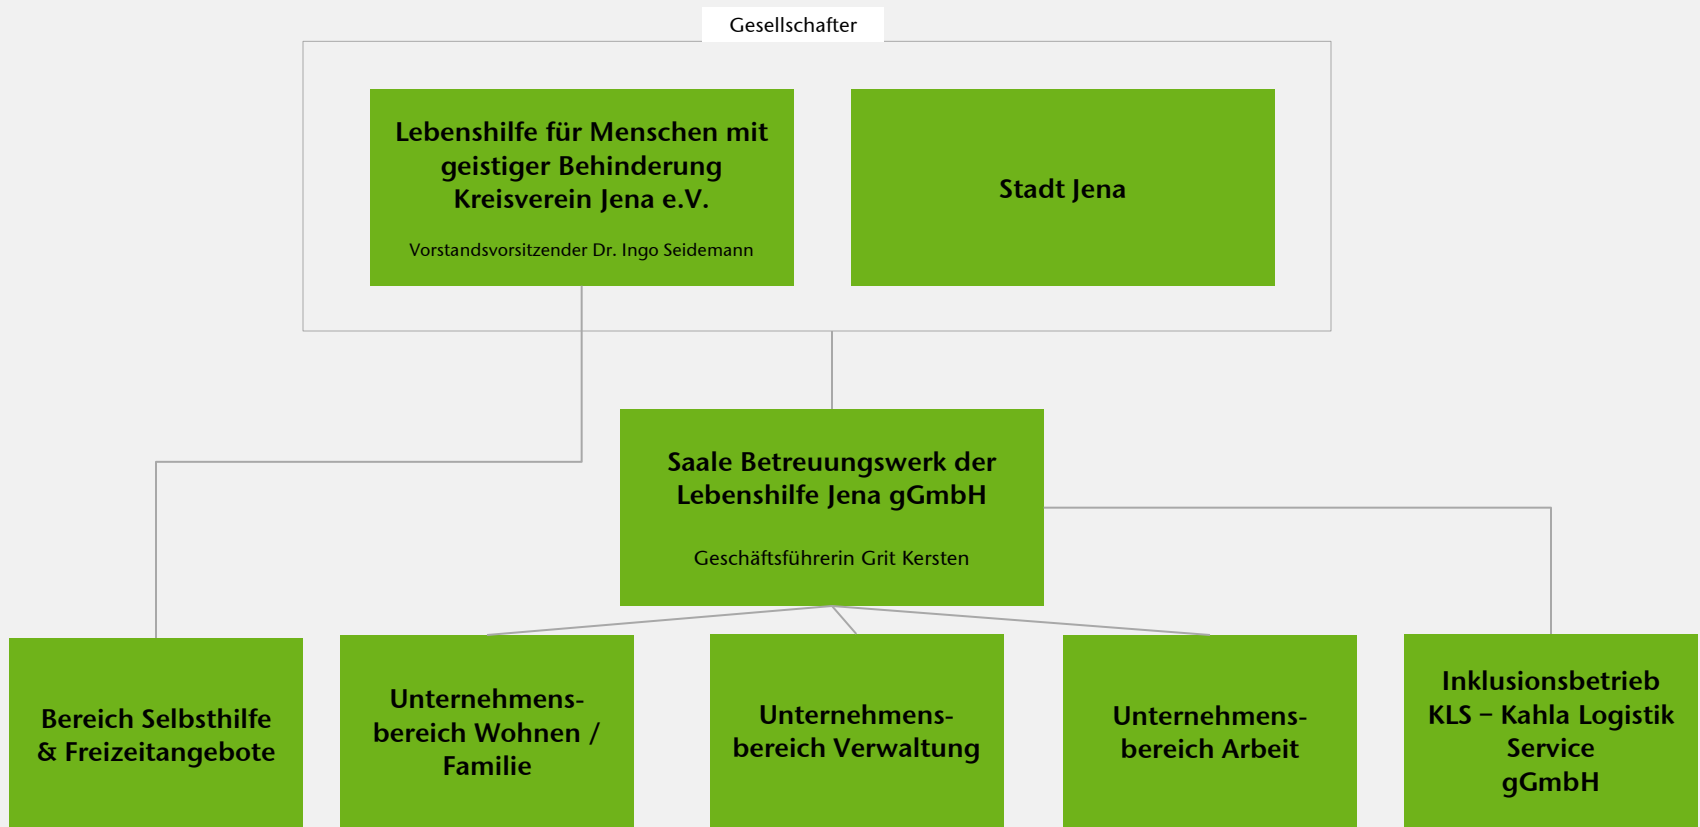 Gesellschafter
Lebenshilfe für Menschen mit
geistiger Behinderung
Kreisverein Jena e.V.
Vorstandsvorsitzender Dr. Ingo Seidemann
Stadt Jena
Saale Betreuungswerk der
Lebenshilfe Jena gGmbH
Geschäftsführerin Grit Kersten
Bereich Selbsthilfe
& Freizeitangebote
Unternehmens-
bereich Wohnen /
Familie
Unternehmens-
bereich Verwaltung
Unternehmens-
bereich Arbeit
Inklusionsbetrieb
KLS – Kahla Logistik
Service
gGmbH